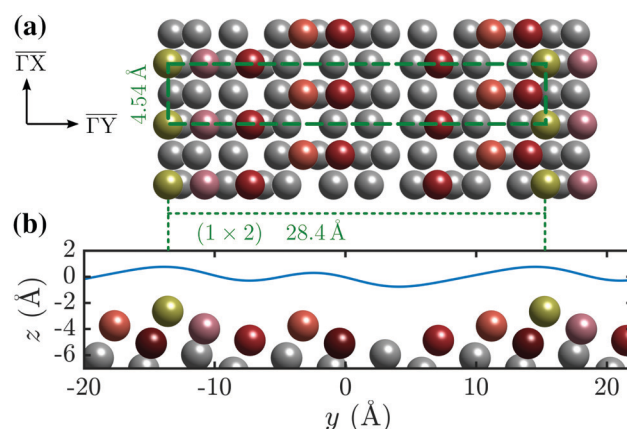 (a)
ΓX
ΓY
4.54 Å
(1 × 2) 28.4 Å
(b)
z (Å)
2
0
-2
-4
-6
-20 -10 0 10 20
y (Å)